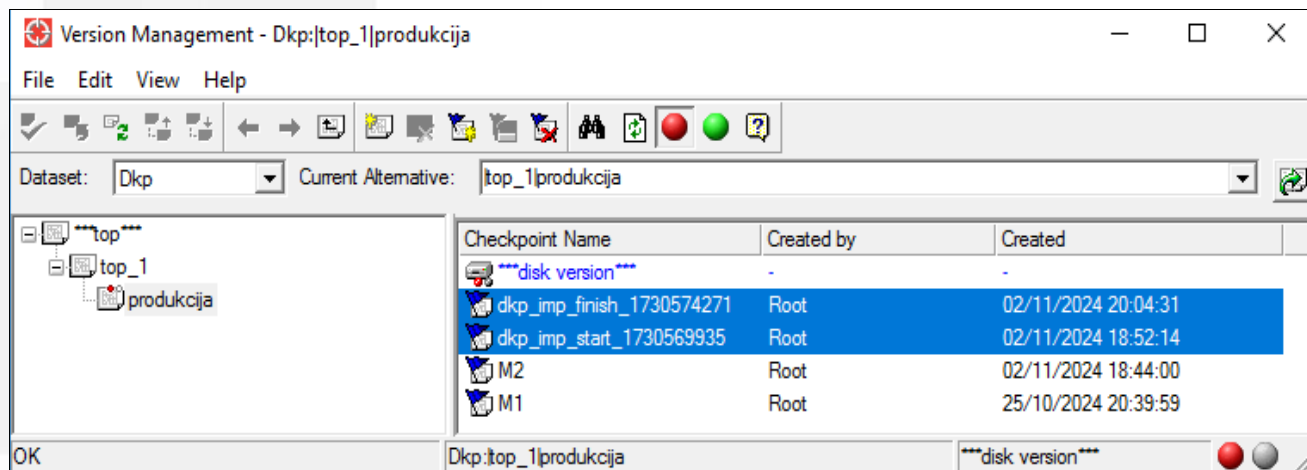 Version Management - Dkp:|top_1|produkcija
File Edit View Help
Dataset: Dkp Current Alternative: |top_1|produkcija
***top***
top_1
produkcija
Checkpoint Name Created by Created
***disk version*** - -
dkp_imp_finish_1730574271 Root 02/11/2024 20:04:31
dkp_imp_start_1730569935 Root 02/11/2024 18:52:14
M2 Root 02/11/2024 18:44:00
M1 Root 25/10/2024 20:39:59
OK Dkp:|top_1|produkcija ***disk version***